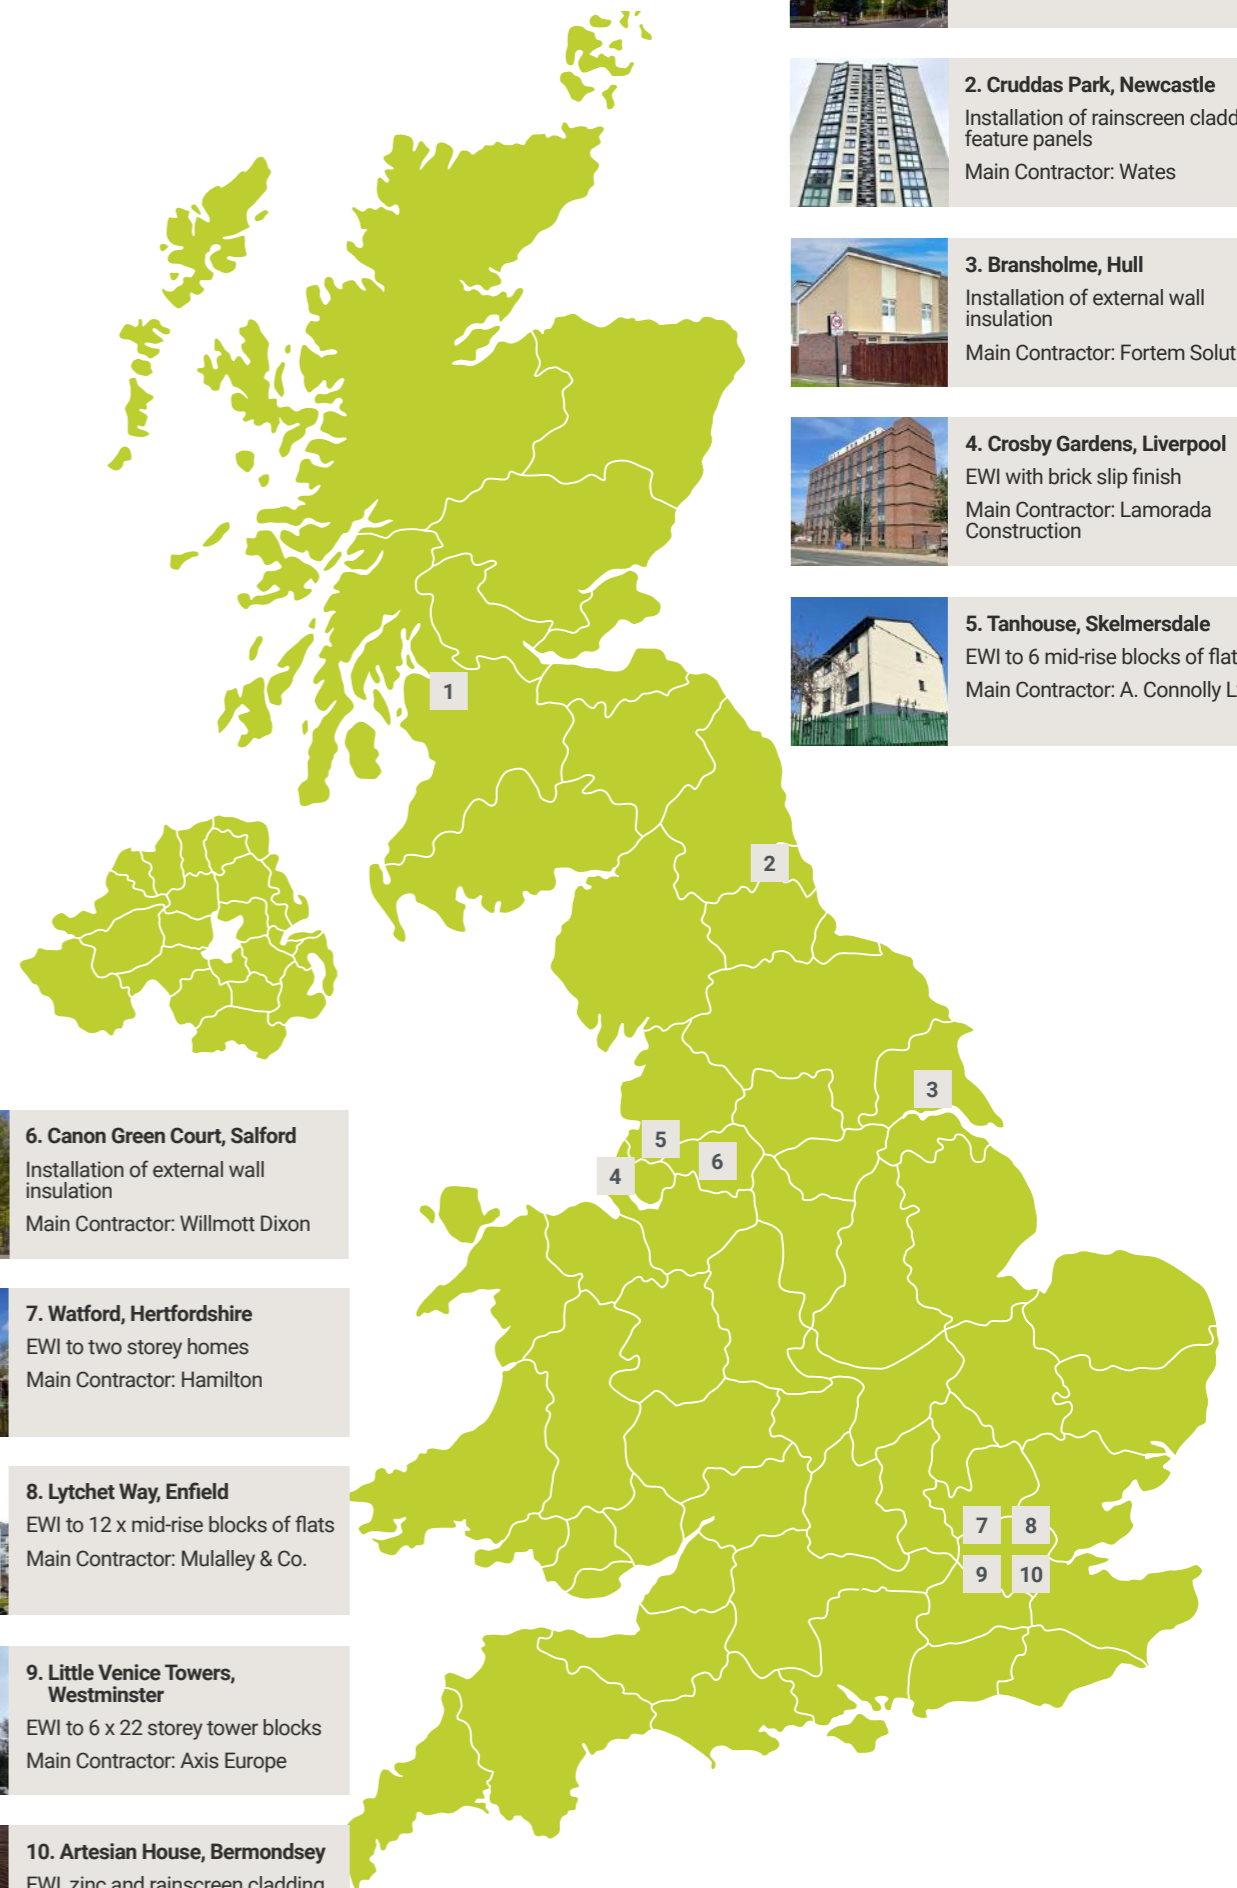 2. Cruddas Park, Newcastle
Installation of rainscreen
feature panels
Main Contractor: Wates
3. Bransholme, Hull
Installation of external wall
insulation
Main Contractor: Fortem
4. Crosby Gardens, Liverpool
EWI with brick slip finish
Main Contractor: Lamorada
Construction
5. Tanhouse, Skelmersdale
EWI to 6 mid-rise blocks of
Main Contractor: A. Connolly
1
2
3
5
6
4
7
8
9
10
6. Canon Green Court, Salford
Installation of external wall
insulation
Main Contractor: Willmott Dixon
7. Watford, Hertfordshire
EWI to two storey homes
Main Contractor: Hamilton
8. Lytchet Way, Enfield
EWI to 12 x mid-rise blocks of flats
Main Contractor: Mulalley & Co.
9. Little Venice Towers,
Westminster
EWI to 6 x 22 storey tower blocks
Main Contractor: Axis Europe
10. Artesian House, Bermondsey
EWI, zinc and rainscreen cladding